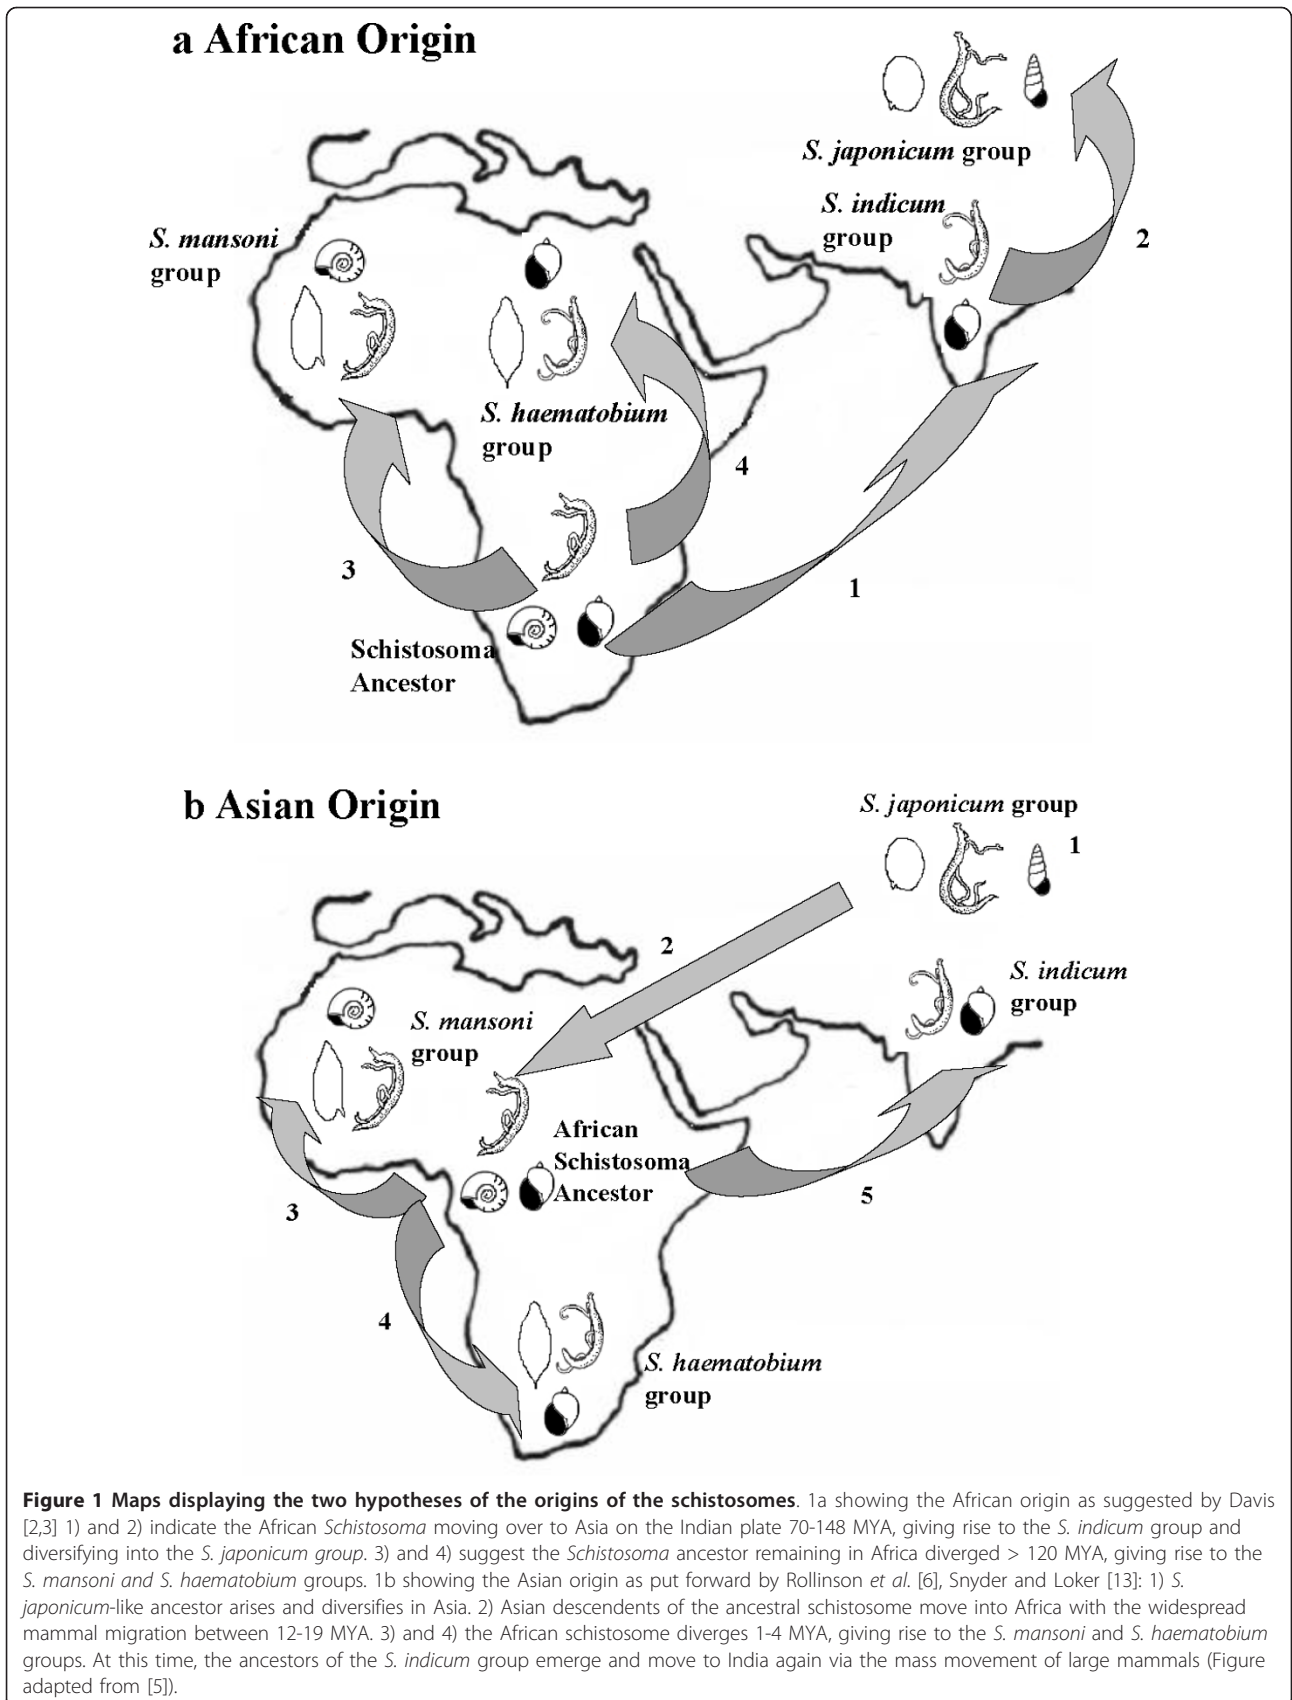 a African Origin
S. japonicum group
S. indicum
group
2
S. mansoni
group
S. haematobium
group
4
3
1
Schistosoma
Ancestor
b Asian Origin
S. japonicum group
1
2
S. indicum
group
S. mansoni
group
African
Schistosoma
Ancestor
3
5
4
S. haematobium
group
Figure 1 Maps displaying the two hypotheses of the origins of the schistosomes. 1a showing the African origin as suggested by Davis
[2,3] 1) and 2) indicate the African Schistosoma moving over to Asia on the Indian plate 70-148 MYA, giving rise to the S. indicum group and
diversifying into the S. japonicum group. 3) and 4) suggest the Schistosoma ancestor remaining in Africa diverged > 120 MYA, giving rise to the
S. mansoni and S. haematobium groups. 1b showing the Asian origin as put forward by Rollinson et al. [6], Snyder and Loker [13]: 1) S.
japonicum-like ancestor arises and diversifies in Asia. 2) Asian descendents of the ancestral schistosome move into Africa with the widespread
mammal migration between 12-19 MYA. 3) and 4) the African schistosome diverges 1-4 MYA, giving rise to the S. mansoni and S. haematobium
groups. At this time, the ancestors of the S. indicum group emerge and move to India again via the mass movement of large mammals (Figure
adapted from [5]).